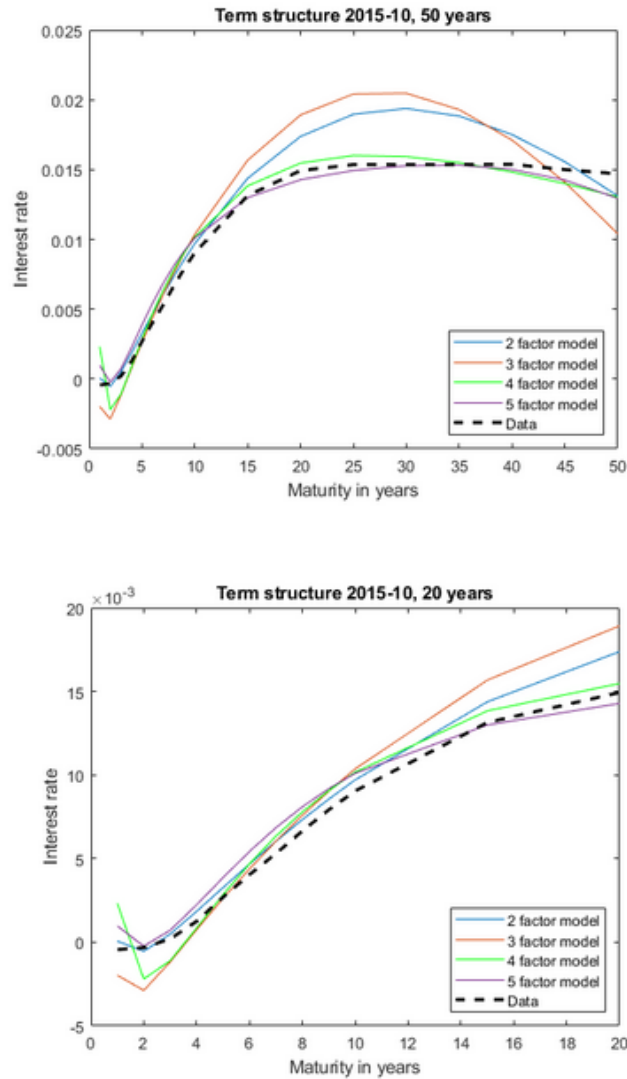 Term structure 2015-10, 50 years
0.025
0.02
0.015
0.01
0.005
0
-0.005
Interest rate
0 5 10 15 20 25 30 35 40 45 50
Maturity in years
2 factor model
3 factor model
4 factor model
5 factor model
Data
Term structure 2015-10, 20 years
×10⁻³
20
15
10
5
0
-5
Interest rate
0 2 4 6 8 10 12 14 16 18 20
Maturity in years
2 factor model
3 factor model
4 factor model
5 factor model
Data